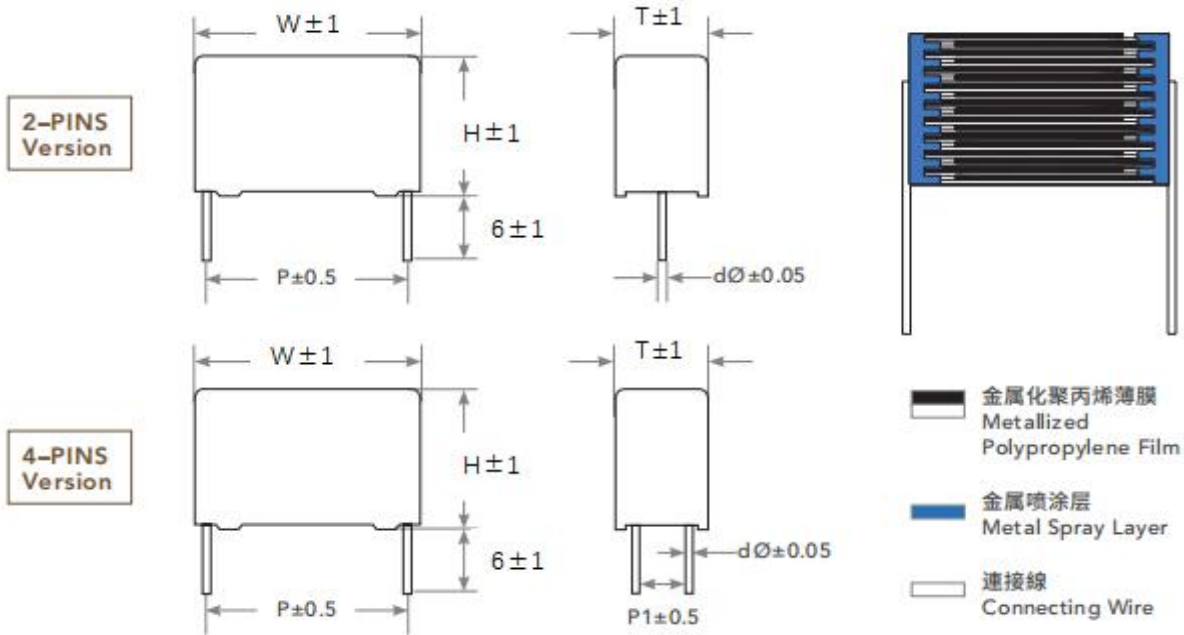 2–PINS
Version
W±1
H±1
6±1
P±0.5
T±1
dØ±0.05
4–PINS
Version
W±1
H±1
6±1
P±0.5
T±1
dØ±0.05
P1±0.5
金属化聚丙烯薄膜
Metallized
Polypropylene Film
金属喷涂层
Metal Spray Layer
連接線
Connecting Wire